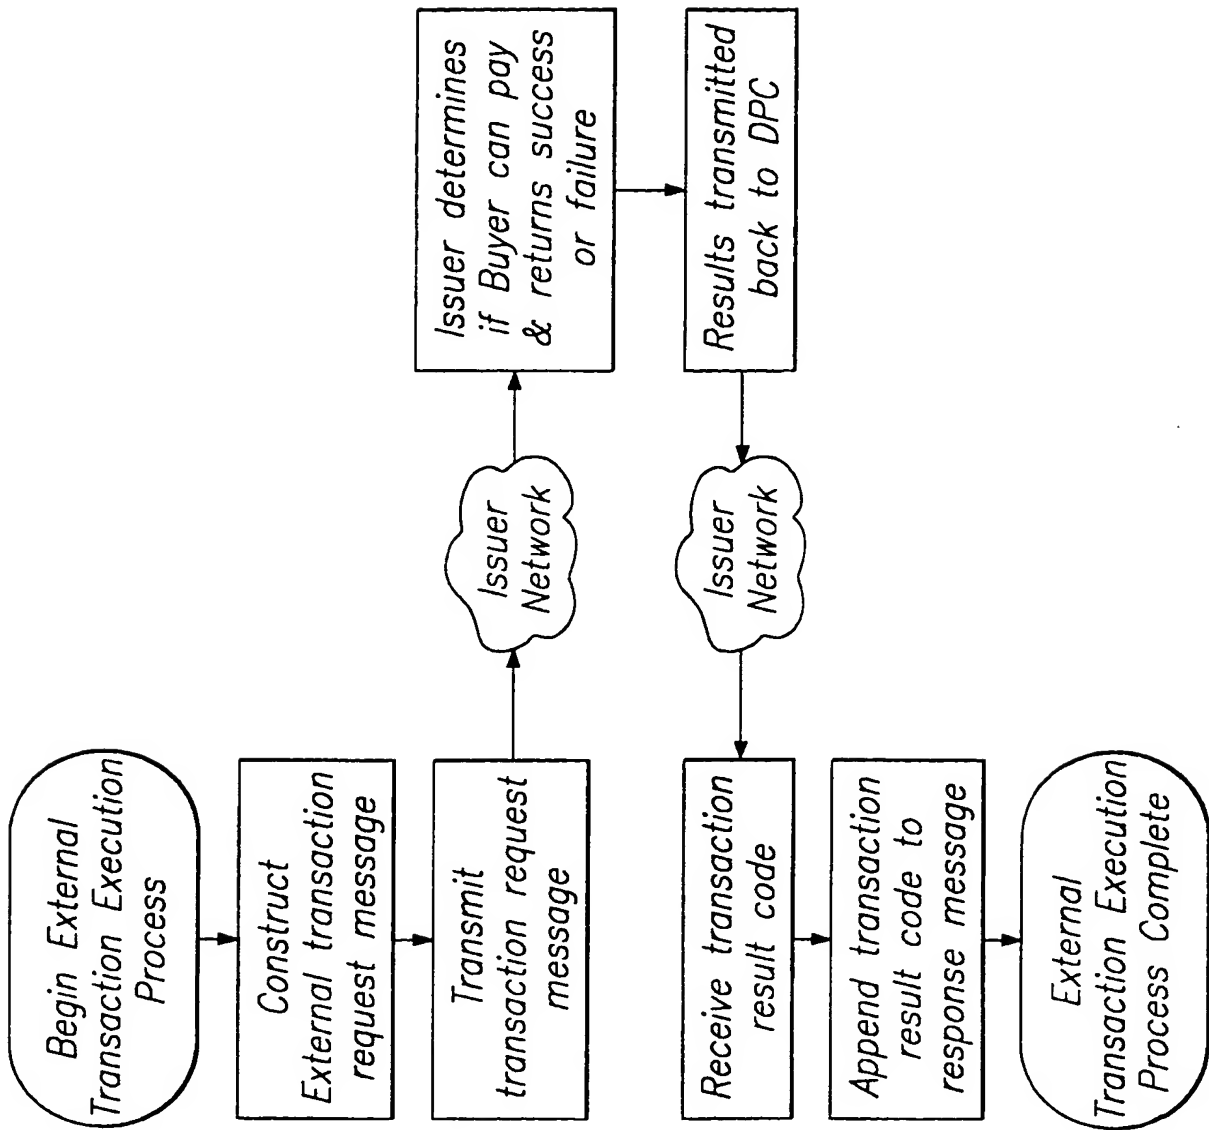 Begin External
Transaction Execution
Process
Construct
External transaction
request message
Transmit
transaction request
message
Issuer
Network
Issuer determines
if Buyer can pay
& returns success
or failure
Results transmitted
back to DPC
Issuer
Network
Receive transaction
result code
Append transaction
result code to
response message
External
Transaction Execution
Process Complete